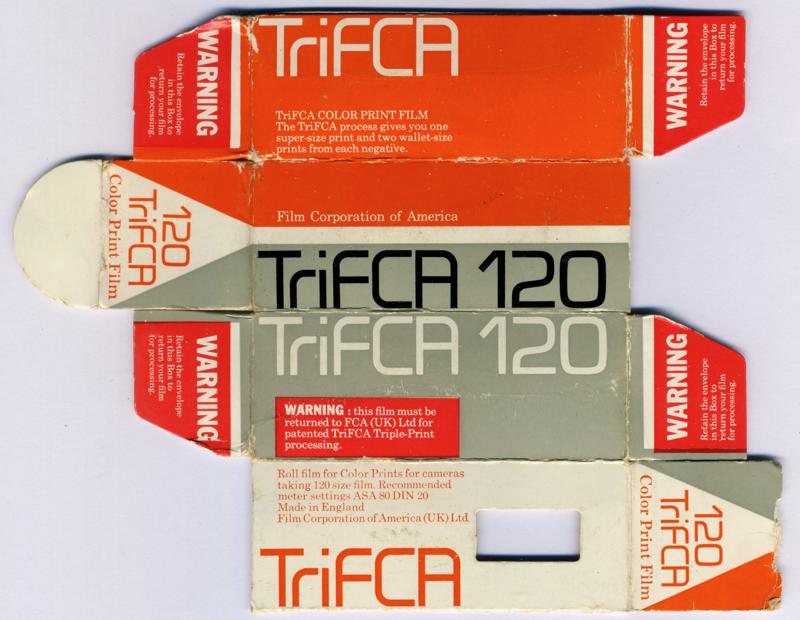 TriFCA
WARNING
Retain the envelope
in this Box to
return your film
for processing.
TriFCA COLOR PRINT FILM
The TriFCA process gives you one
super-size print and two wallet-size
prints from each negative.
WARNING
Retain the envelope
in this Box to
return your film
for processing.
120
TriFCA
Color Print Film
Film Corporation of America
TriFCA 120
TriFCA 120
WARNING
Retain the envelope
in this Box to
return your film
for processing.
WARNING : this film must be
returned to FCA (UK) Ltd for
patented TriFCA Triple-Print
processing.
WARNING
Retain the envelope
in this Box to
return your film
for processing.
Roll film for Color Prints for cameras
taking 120 size film. Recommended
meter settings ASA 80 DIN 20
Made in England
Film Corporation of America (UK) Ltd
TriFCA
120
TriFCA
Color Print Film